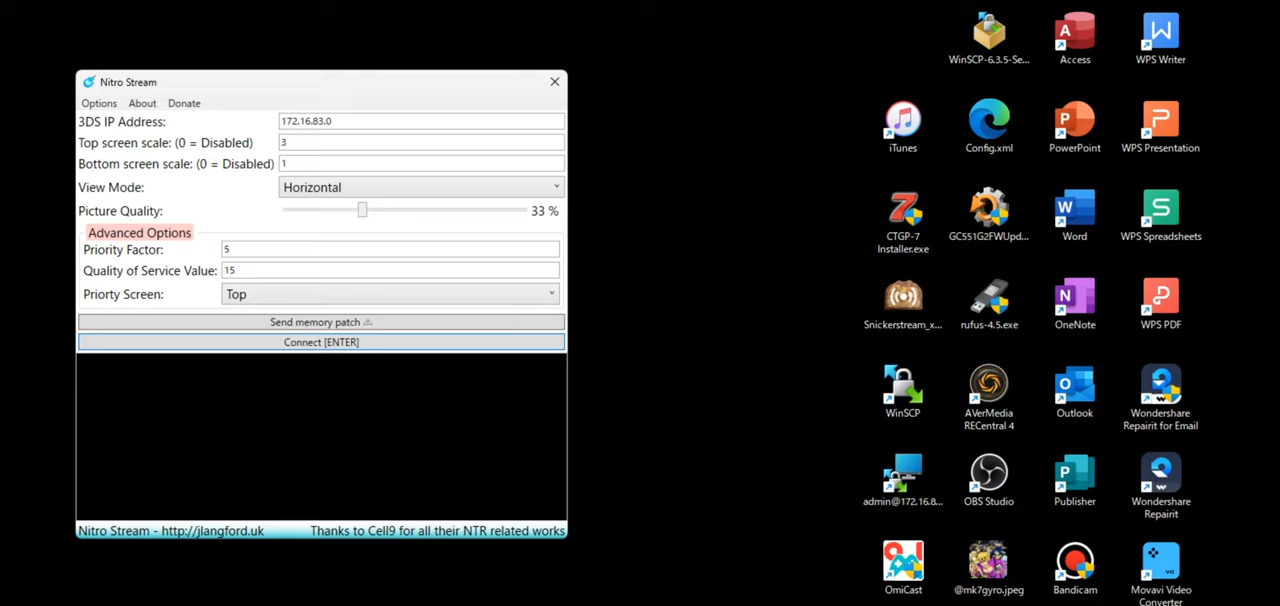 Nitro Stream
Options About Donate
3DS IP Address: 172.16.83.0
Top screen scale: (0 = Disabled) 3
Bottom screen scale: (0 = Disabled) 1
View Mode: Horizontal
Picture Quality: 33 %
Advanced Options
Priority Factor: 5
Quality of Service Value: 15
Priorty Screen: Top
Send memory patch
Connect [ENTER]
Nitro Stream - http://jlangford.uk Thanks to Cell9 for all their NTR related works
WinSCP-6.3.5-Se... Access WPS Writer
iTunes Config.xml PowerPoint WPS Presentation
CTGP-7
Installer.exe
GC551G2FWUpd... Word WPS Spreadsheets
Snickerstream_x... rufus-4.5.exe OneNote WPS PDF
WinSCP
AVerMedia
RECentral 4
Outlook
Wondershare
Repairit for Email
admin@172.16.8... OBS Studio Publisher
Wondershare
Repairit
OmiCast @mk7gyro.jpeg Bandicam
Movavi Video
Converter